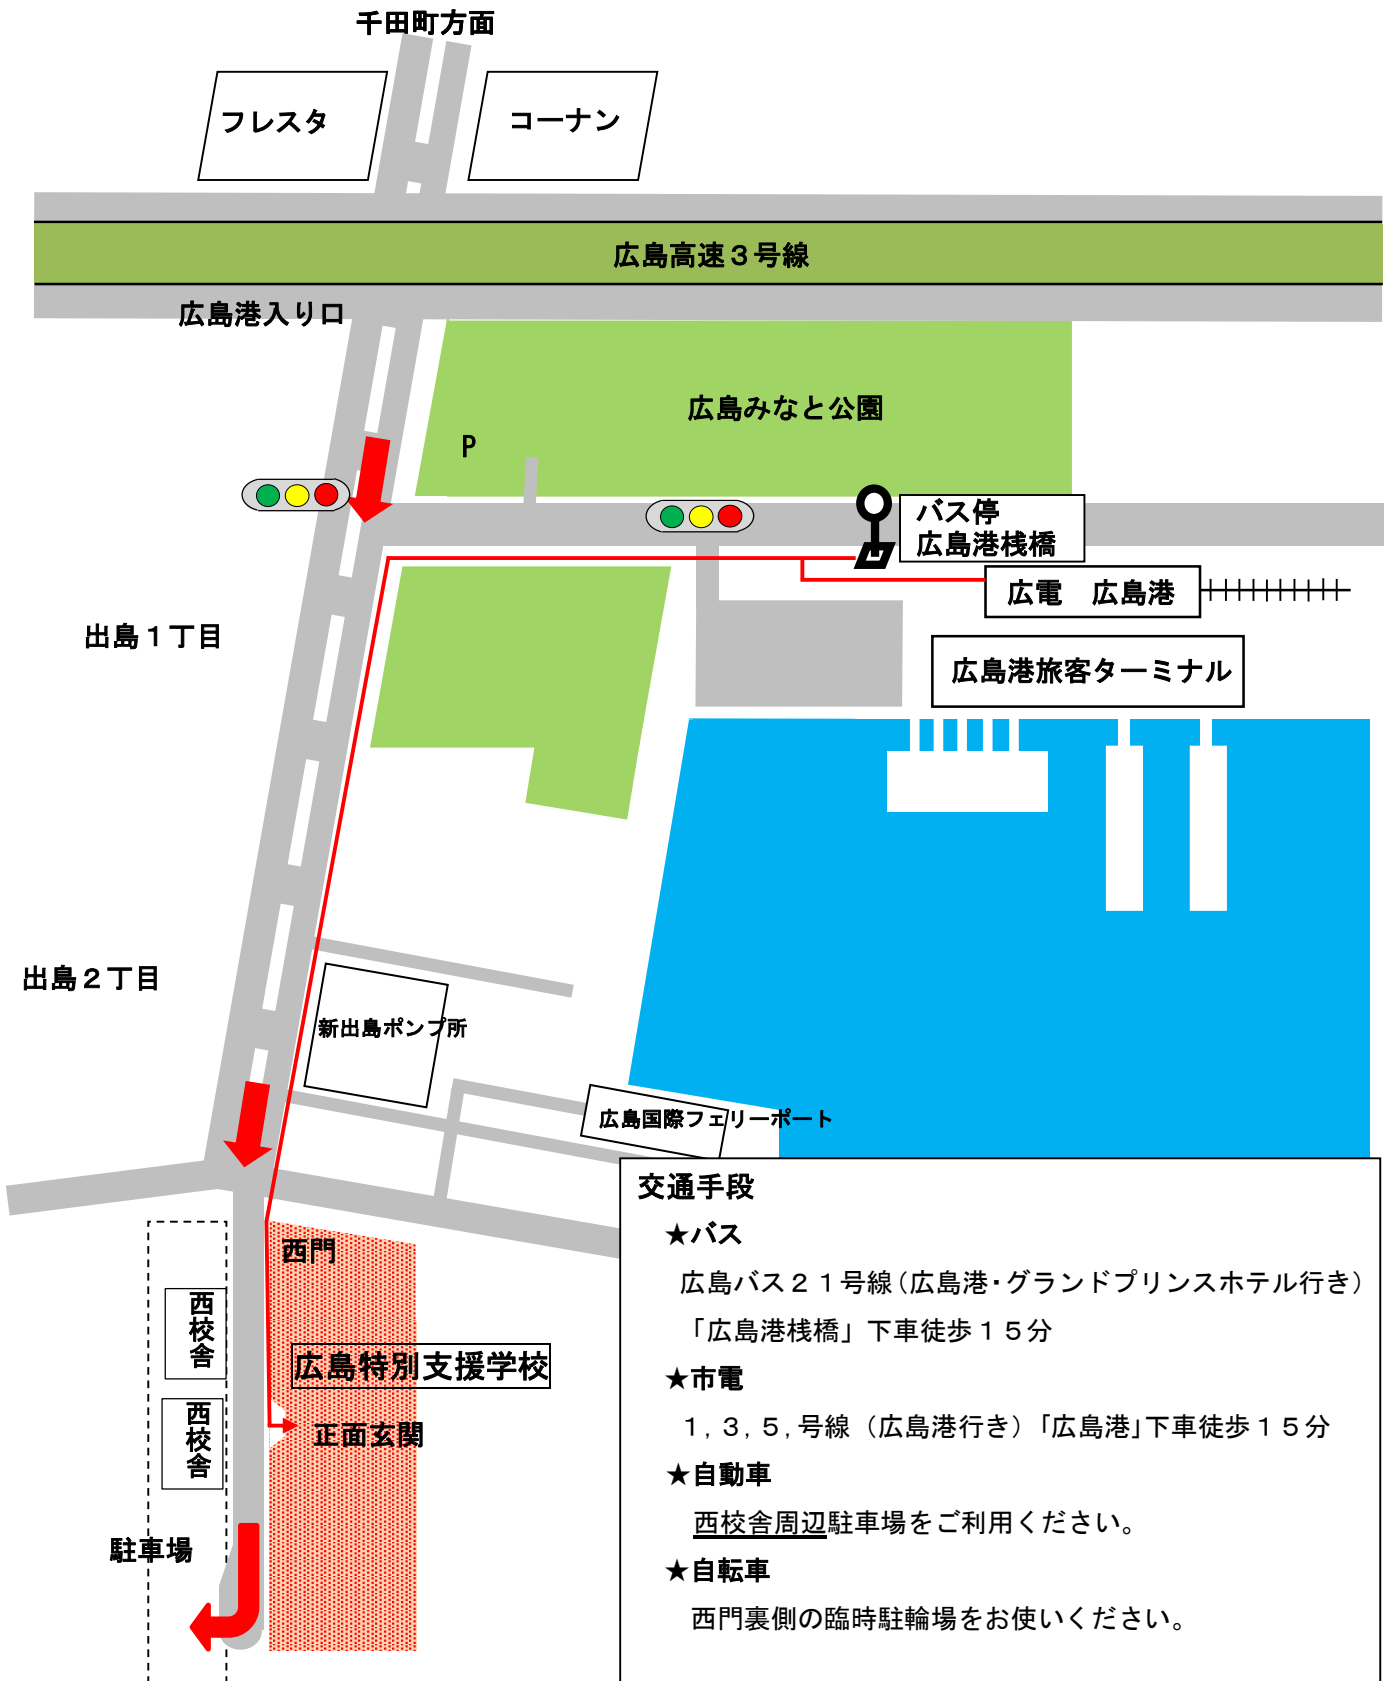 千田町方面
フレスタ
コーナン
広島高速３号線
広島港入り口
広島みなと公園
P
バス停
広島港桟橋
広電　広島港
出島１丁目
広島港旅客ターミナル
出島２丁目
新出島ポンプ所
広島国際フェリーポート
交通手段
★バス
広島バス２１号線（広島港・グランドプリンスホテル行き）
「広島港桟橋」下車徒歩１５分
★市電
１，３，５，号線（広島港行き）「広島港」下車徒歩１５分
★自動車
西校舎周辺駐車場をご利用ください。
★自転車
西門裏側の臨時駐輪場をお使いください。
西門
西校舎
広島特別支援学校
西校舎
正面玄関
駐車場